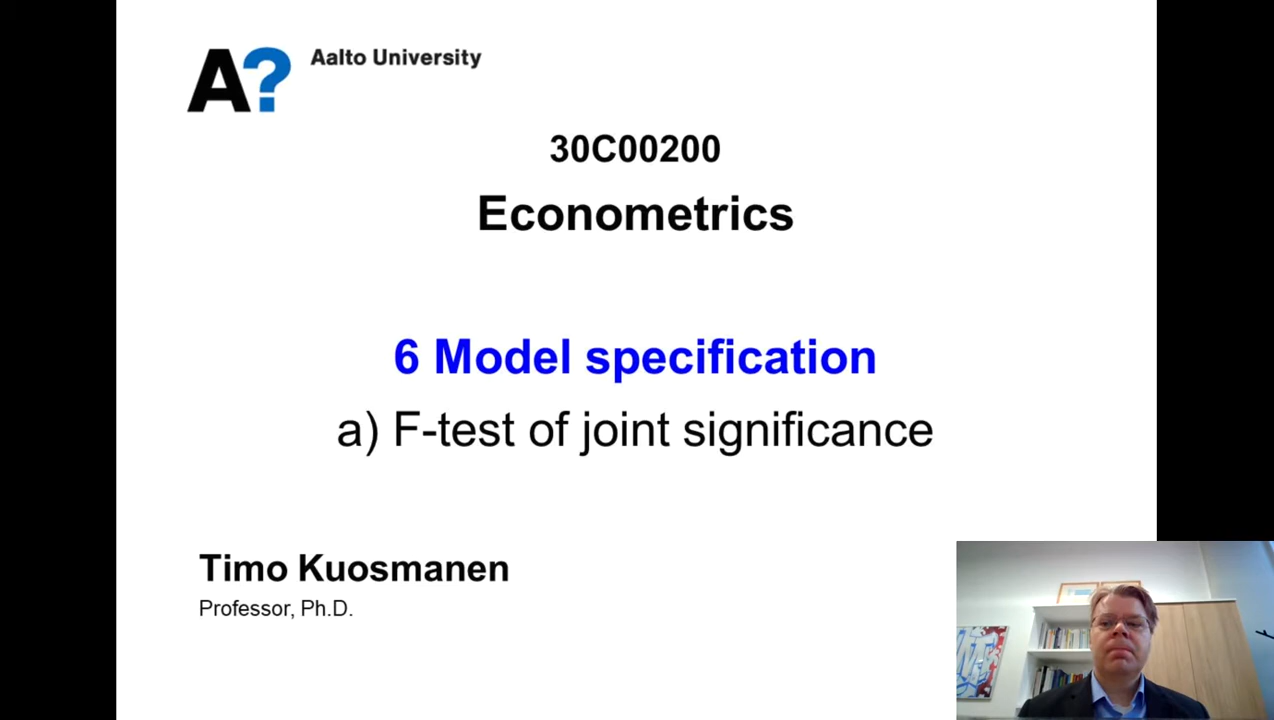 A?
Aalto University
30C00200
Econometrics
6 Model specification
a) F-test of joint significance
Timo Kuosmanen
Professor, Ph.D.